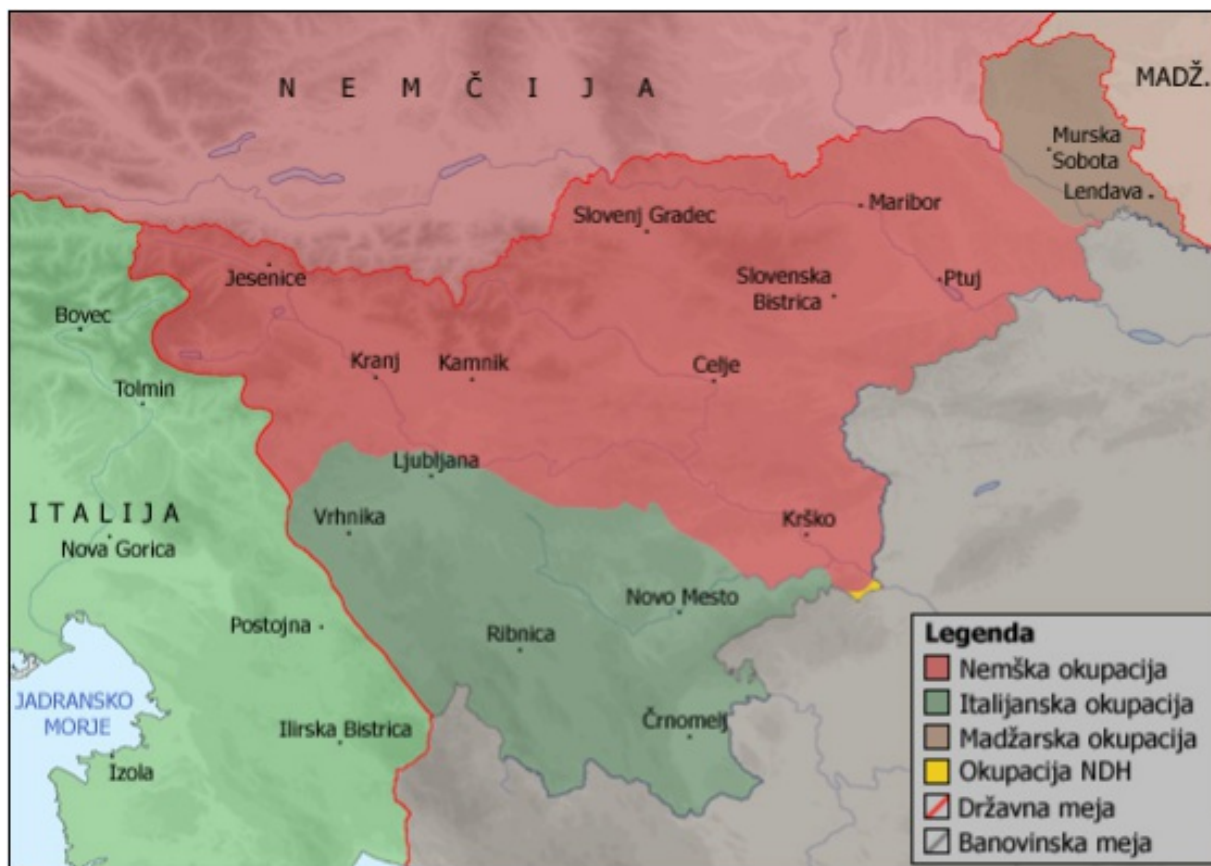 N E M Č I J A
MADŽ.
Murska
Sobota
Lendava
Maribor
Slovenj Gradec
Jesenice
Slovenska
Bistrica
Ptuj
Bovec
Kranj
Kamnik
Celje
Tolmin
Ljubljana
I T A L I J A
Vrhnika
Krško
Nova Gorica
Novo Mesto
Postojna
Ribnica
JADRANSKO
MORJE
Ilirska Bistrica
Črnomelj
Izola
Legenda
Nemška okupacija
Italijanska okupacija
Madžarska okupacija
Okupacija NDH
Državna meja
Banovinska meja